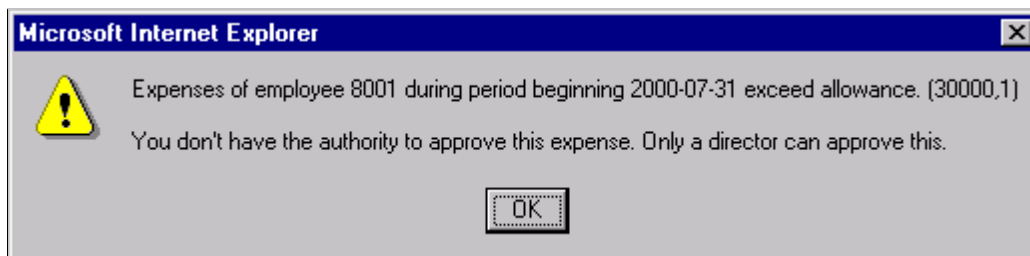 Microsoft Internet Explorer
Expenses of employee 8001 during period beginning 2000-07-31 exceed allowance. (30000,1)
You don't have the authority to approve this expense. Only a director can approve this.
OK